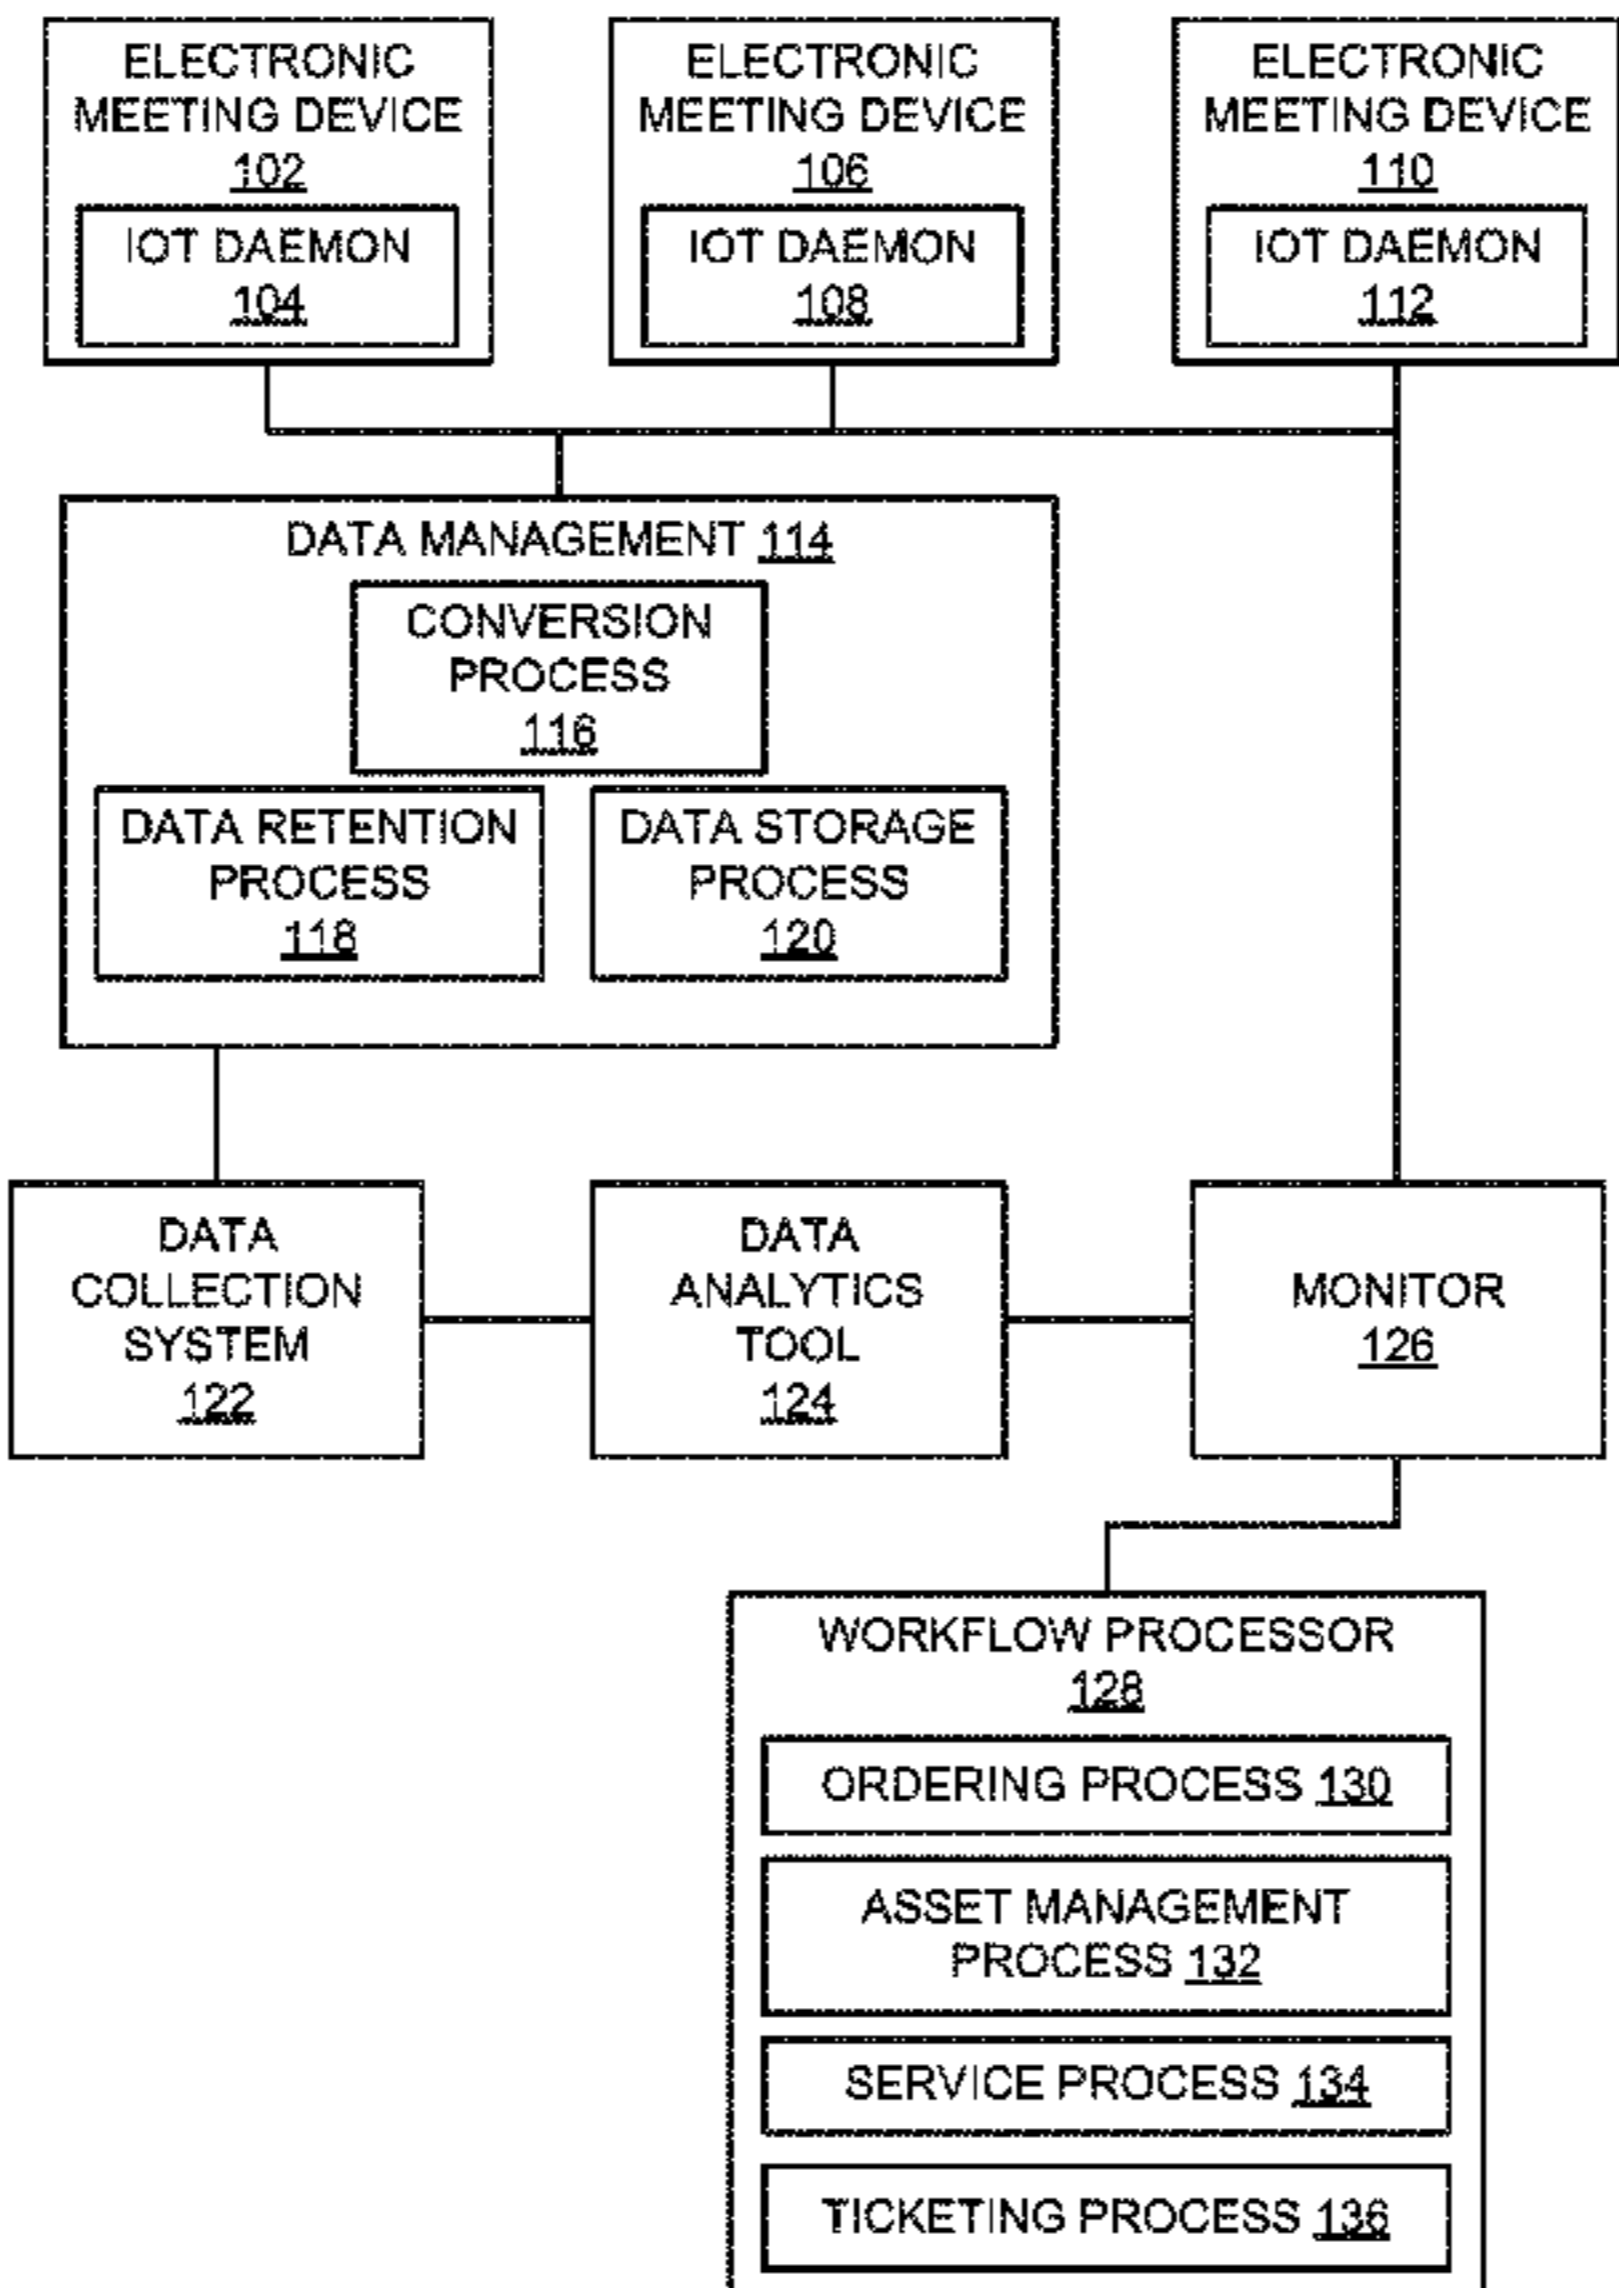 ELECTRONIC
MEETING DEVICE
102
IOT DAEMON
104
ELECTRONIC
MEETING DEVICE
106
IOT DAEMON
108
ELECTRONIC
MEETING DEVICE
110
IOT DAEMON
112
DATA MANAGEMENT 114
CONVERSION
PROCESS
116
DATA RETENTION
PROCESS
118
DATA STORAGE
PROCESS
120
DATA
COLLECTION
SYSTEM
122
DATA
ANALYTICS
TOOL
124
MONITOR
126
WORKFLOW PROCESSOR
128
ORDERING PROCESS 130
ASSET MANAGEMENT
PROCESS 132
SERVICE PROCESS 134
TICKETING PROCESS 136